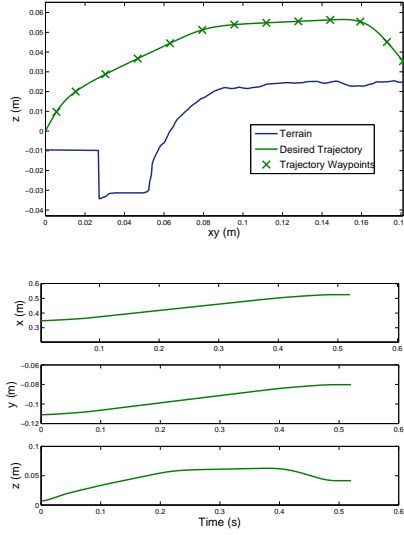 0.06
0.05
0.04
0.03
0.02
0.01
0
−0.01
−0.02
−0.03
−0.04
z (m)
0 0.02 0.04 0.06 0.08 0.1 0.12 0.14 0.16 0.18
xy (m)
Terrain
Desired Trajectory
Trajectory Waypoints
0.6
0.5
0.4
0.3
x (m)
0.1 0.2 0.3 0.4 0.5 0.6
−0.06
−0.08
−0.1
−0.12
y (m)
0 0.1 0.2 0.3 0.4 0.5 0.6
0.1
0.05
0
z (m)
0 0.1 0.2 0.3 0.4 0.5 0.6
Time (s)